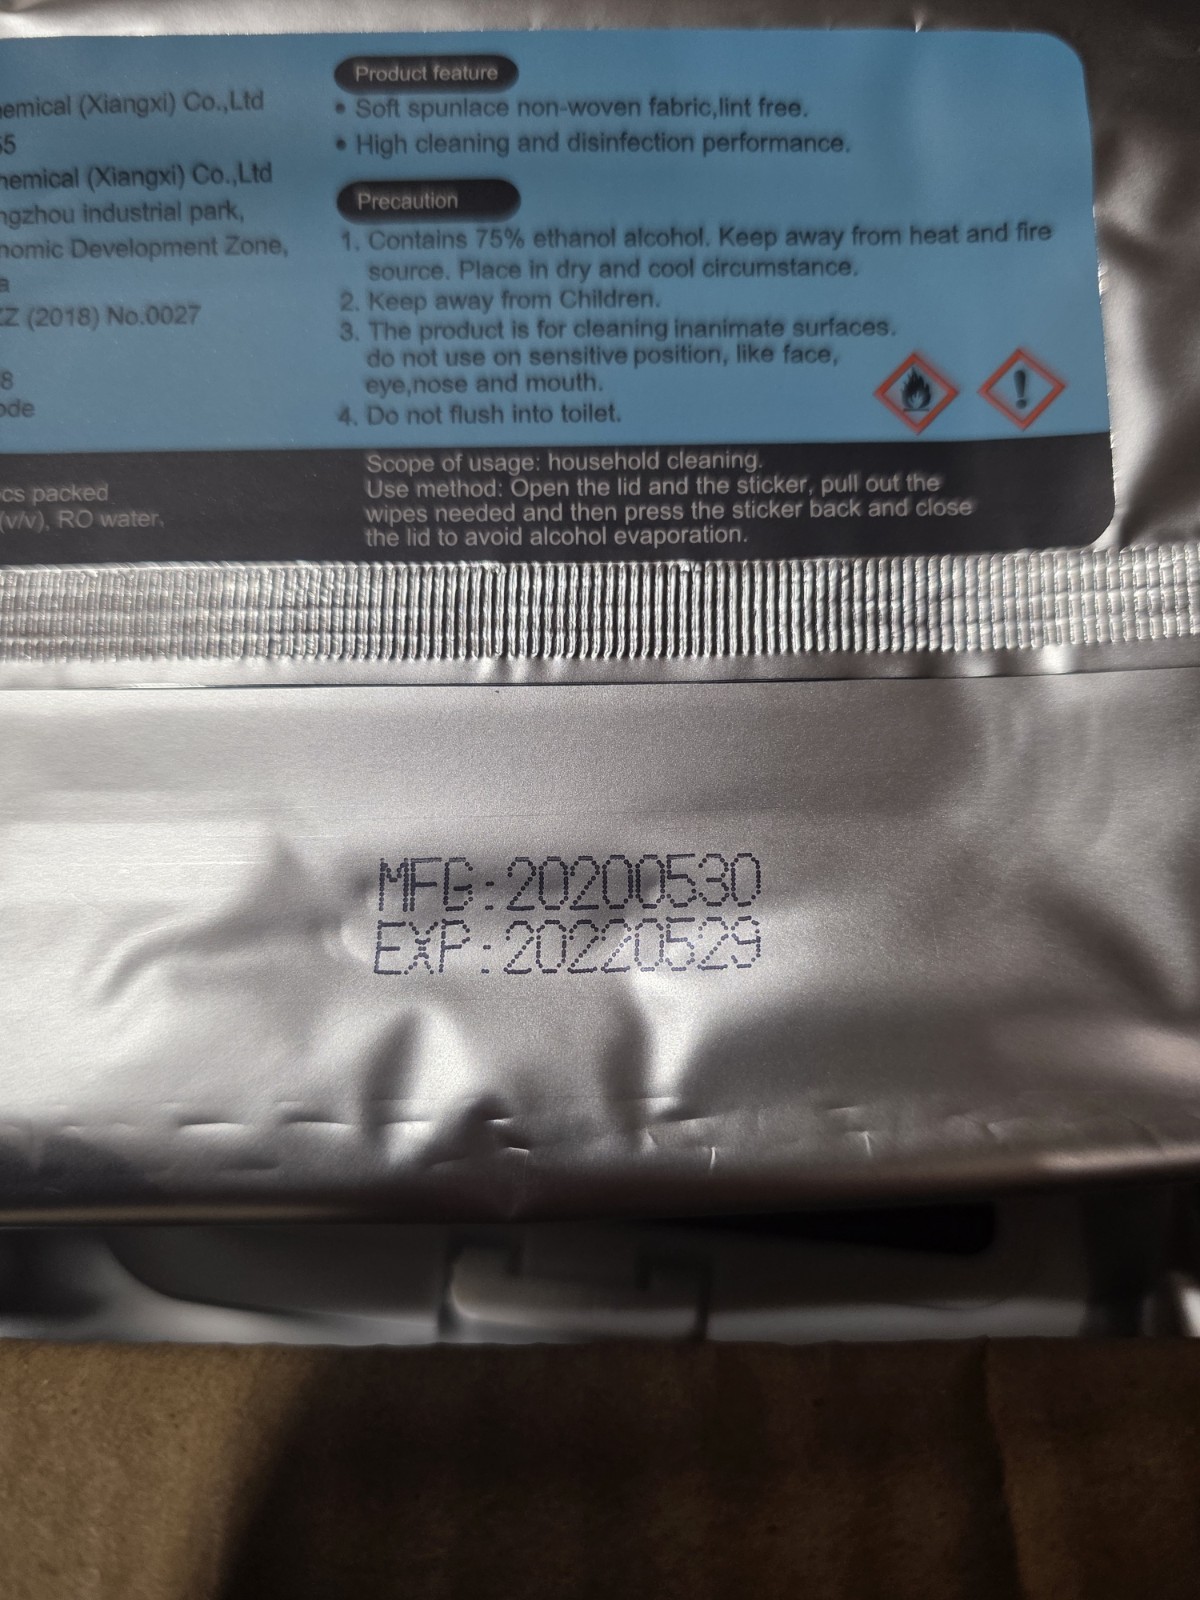 emical (Xiangxi) Co.,Ltd
5
hemical (Xiangxi) Co.,Ltd
ngzhou industrial park,
nomic Development Zone,
a
Z (2018) No.0027
8
ode
cs packed
(v/v), RO water,
Product feature
• Soft spunlace non-woven fabric,lint free.
• High cleaning and disinfection performance.
Precaution
1. Contains 75% ethanol alcohol. Keep away from heat and fire
source. Place in dry and cool circumstance.
2. Keep away from Children.
3. The product is for cleaning inanimate surfaces.
do not use on sensitive position, like face,
eye,nose and mouth.
4. Do not flush into toilet.
Scope of usage: household cleaning.
Use method: Open the lid and the sticker, pull out the
wipes needed and then press the sticker back and close
the lid to avoid alcohol evaporation.
MFG:20200530
EXP:20220529